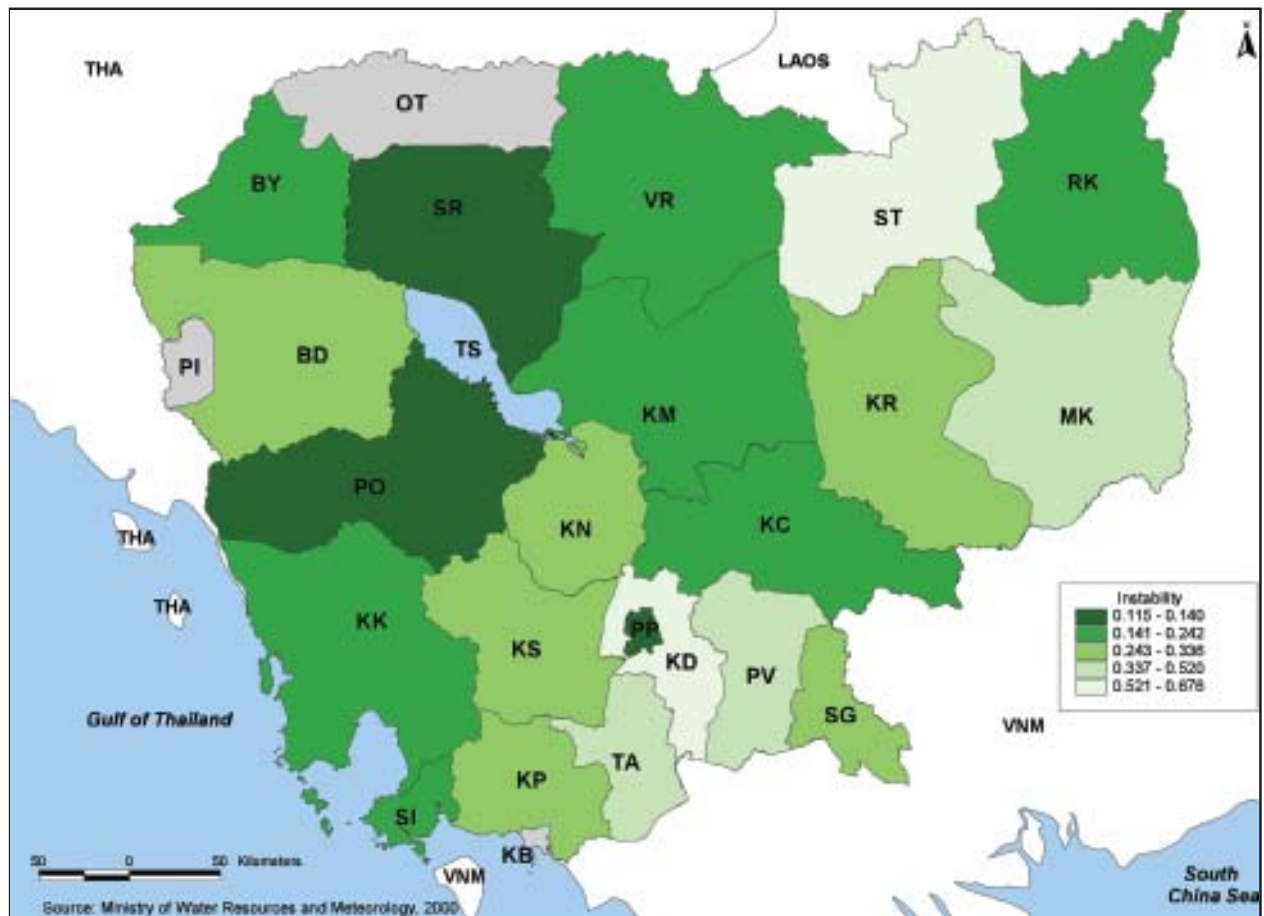 THA
LAOS
OT
BY
SR
VR
ST
RK
TS
PI
BD
KM
KR
MK
PO
KN
KC
THA
THA
KK
KS
PP
KD
PV
SG
Instability
0.115 - 0.140
0.141 - 0.242
0.243 - 0.336
0.337 - 0.520
0.521 - 0.676
Gulf of Thailand
VNM
TA
KP
SI
KB
VNM
50 0 50 Kilometers
South
China Sea
Source: Ministry of Water Resources and Meteorology, 2000